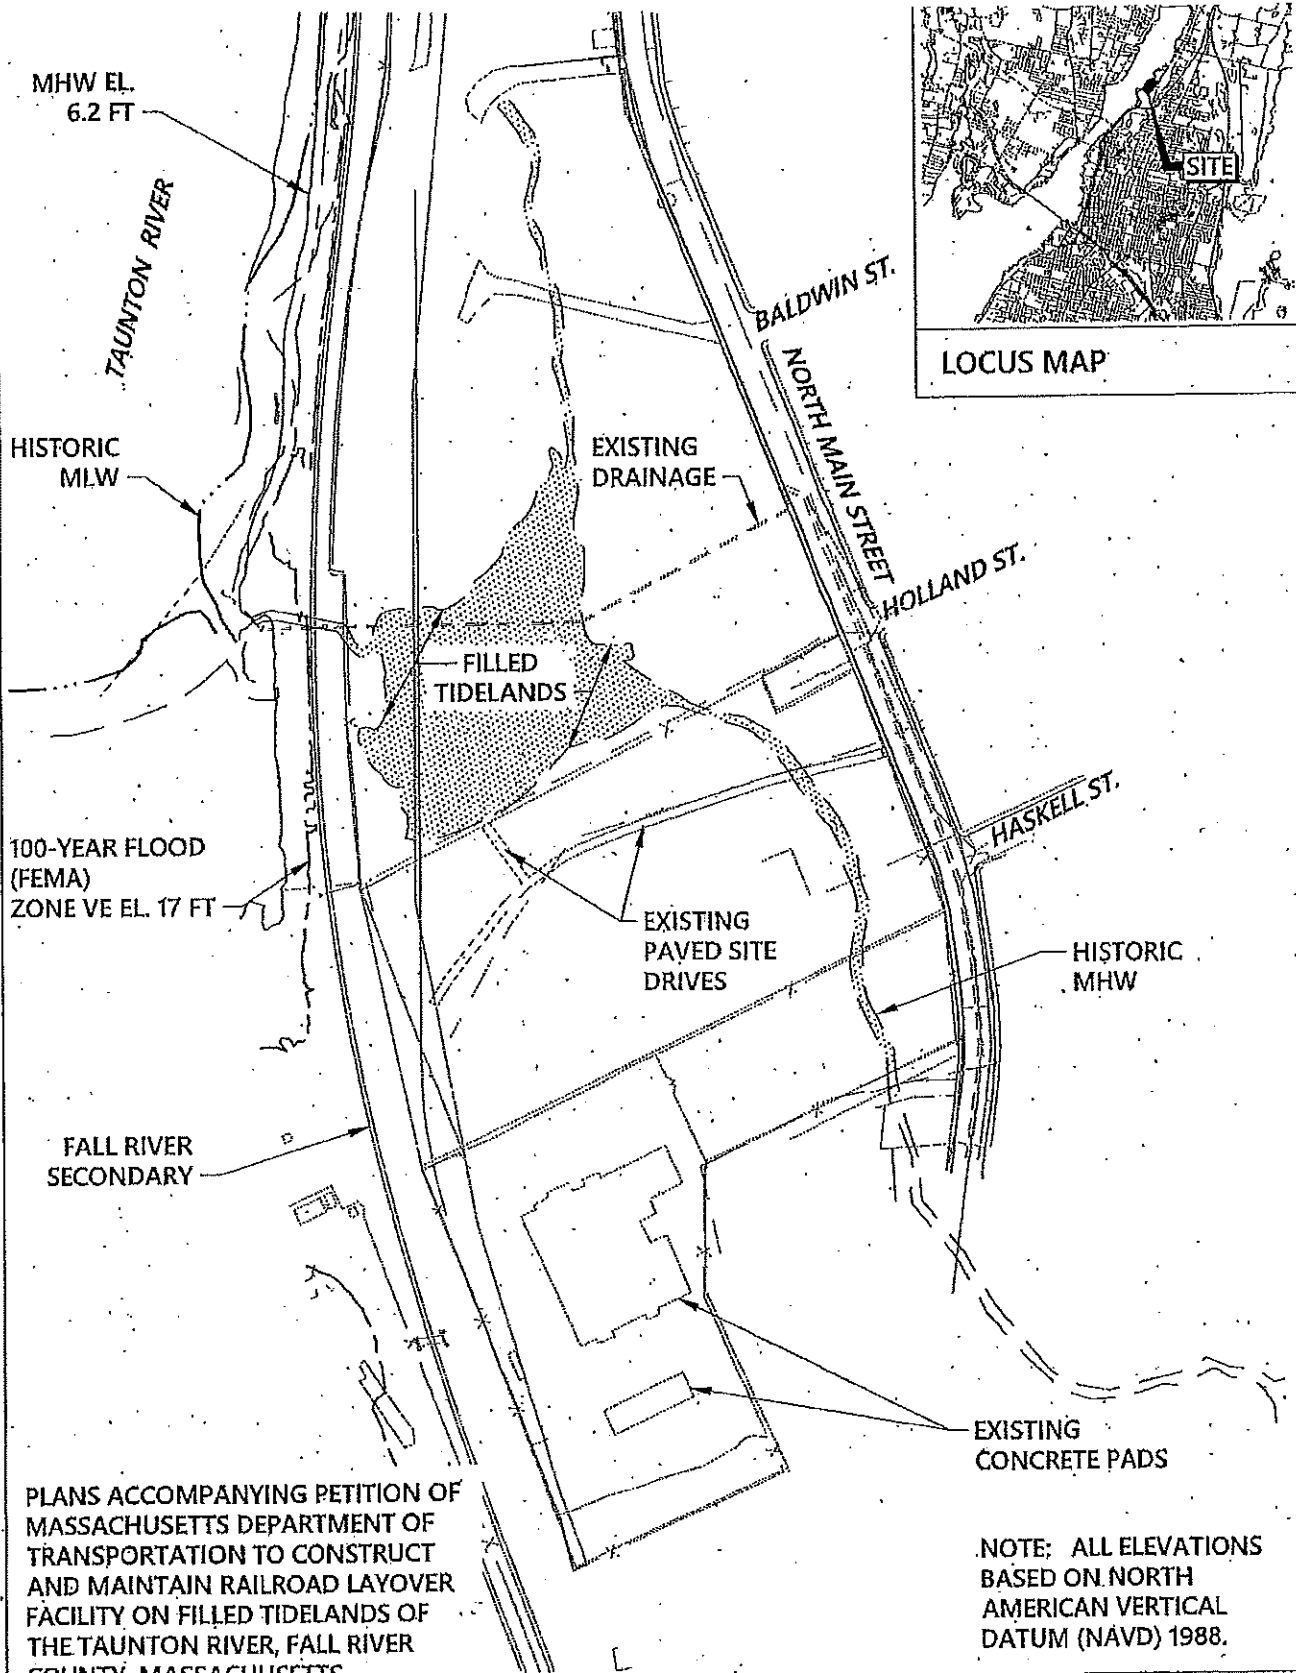 MHW EL.
6.2 FT
TAUNTON RIVER
SITE
BALDWIN ST.
LOCUS MAP
NORTH MAIN STREET
HISTORIC
MLW
EXISTING
DRAINAGE
HOLLAND ST.
FILLED
TIDELANDS
HASKELL ST.
100-YEAR FLOOD
(FEMA)
ZONE VE EL. 17 FT
EXISTING
PAVED SITE
DRIVES
HISTORIC
MHW
FALL RIVER
SECONDARY
EXISTING
CONCRETE PADS
PLANS ACCOMPANYING PETITION OF
MASSACHUSETTS DEPARTMENT OF
TRANSPORTATION TO CONSTRUCT
AND MAINTAIN RAILROAD LAYOVER
FACILITY ON FILLED TIDELANDS OF
THE TAUNTON RIVER, FALL RIVER
COUNTY, MASSACHUSETTS
NOTE: ALL ELEVATIONS
BASED ON NORTH
AMERICAN VERTICAL
DATUM (NAVD) 1988.